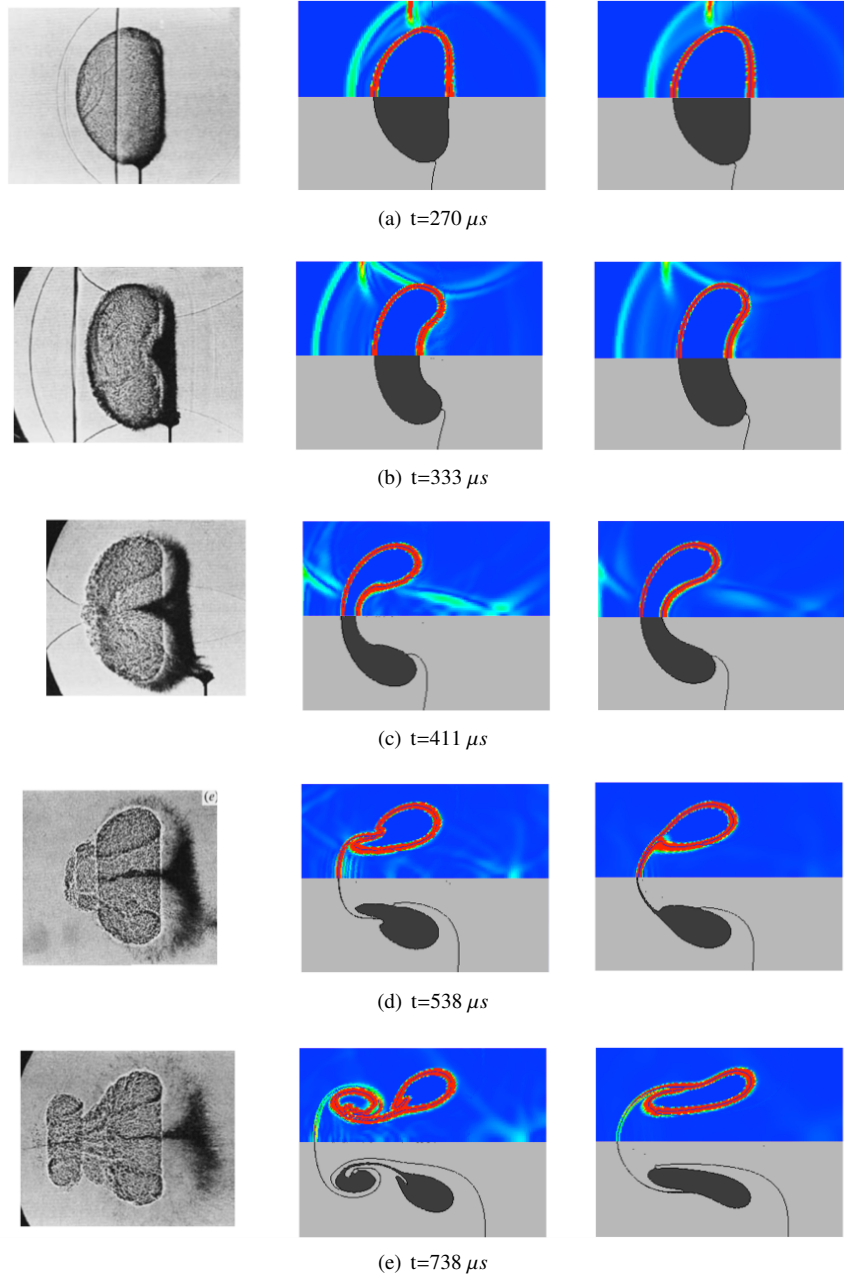 (a) t=270 μs
(b) t=333 μs
(c) t=411 μs
(e)
(d) t=538 μs
(e) t=738 μs